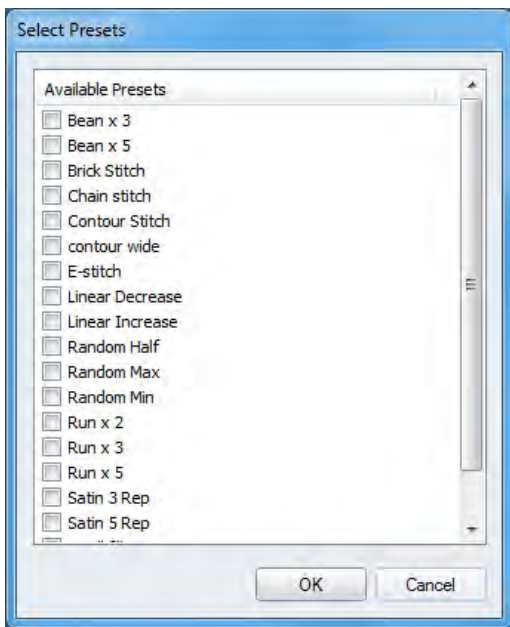 Select Presets
Available Presets
Bean x 3
Bean x 5
Brick Stitch
Chain stitch
Contour Stitch
contour wide
E-stitch
Linear Decrease
Linear Increase
Random Half
Random Max
Random Min
Run x 2
Run x 3
Run x 5
Satin 3 Rep
Satin 5 Rep
OK Cancel